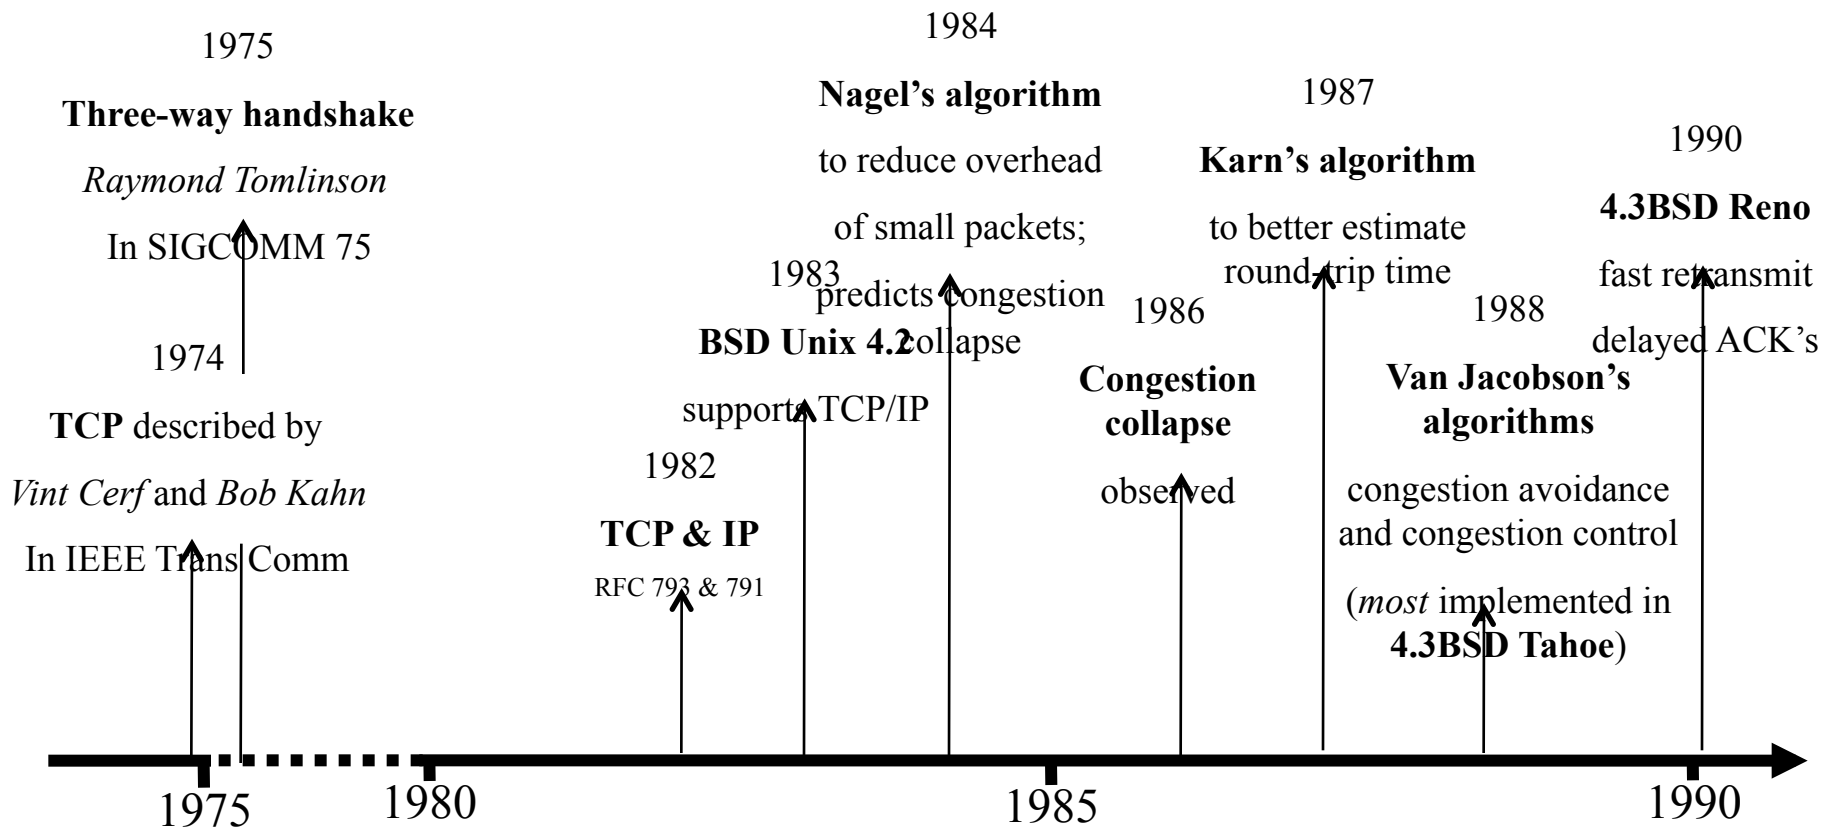 1975
Three-way handshake
Raymond Tomlinson
In SIGCOMM 75
1974
TCP described by
Vint Cerf and Bob Kahn
In IEEE Trans Comm
1982
TCP & IP
RFC 793 & 791
1983
BSD Unix 4.2
supports TCP/IP
1984
Nagel’s algorithm
to reduce overhead
of small packets;
predicts congestion
collapse
1986
Congestion
collapse
observed
1987
Karn’s algorithm
to better estimate
round-trip time
1988
Van Jacobson’s
algorithms
congestion avoidance
and congestion control
(most implemented in
4.3BSD Tahoe)
1990
4.3BSD Reno
fast retransmit
delayed ACK’s
1975
1980
1985
1990